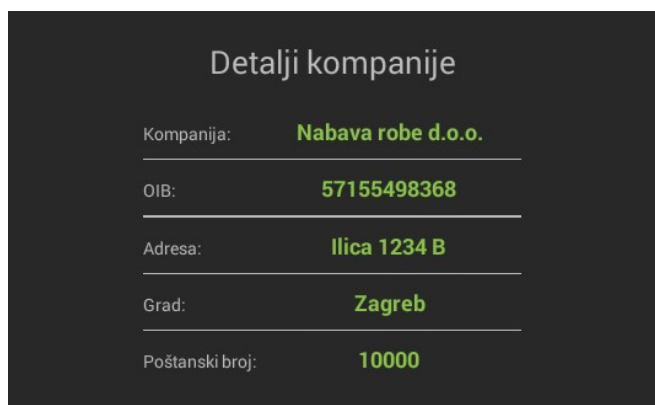 Detalji kompanije
Kompanija: Nabava robe d.o.o.
OIB: 57155498368
Adresa: Ilica 1234 B
Grad: Zagreb
Poštanski broj: 10000